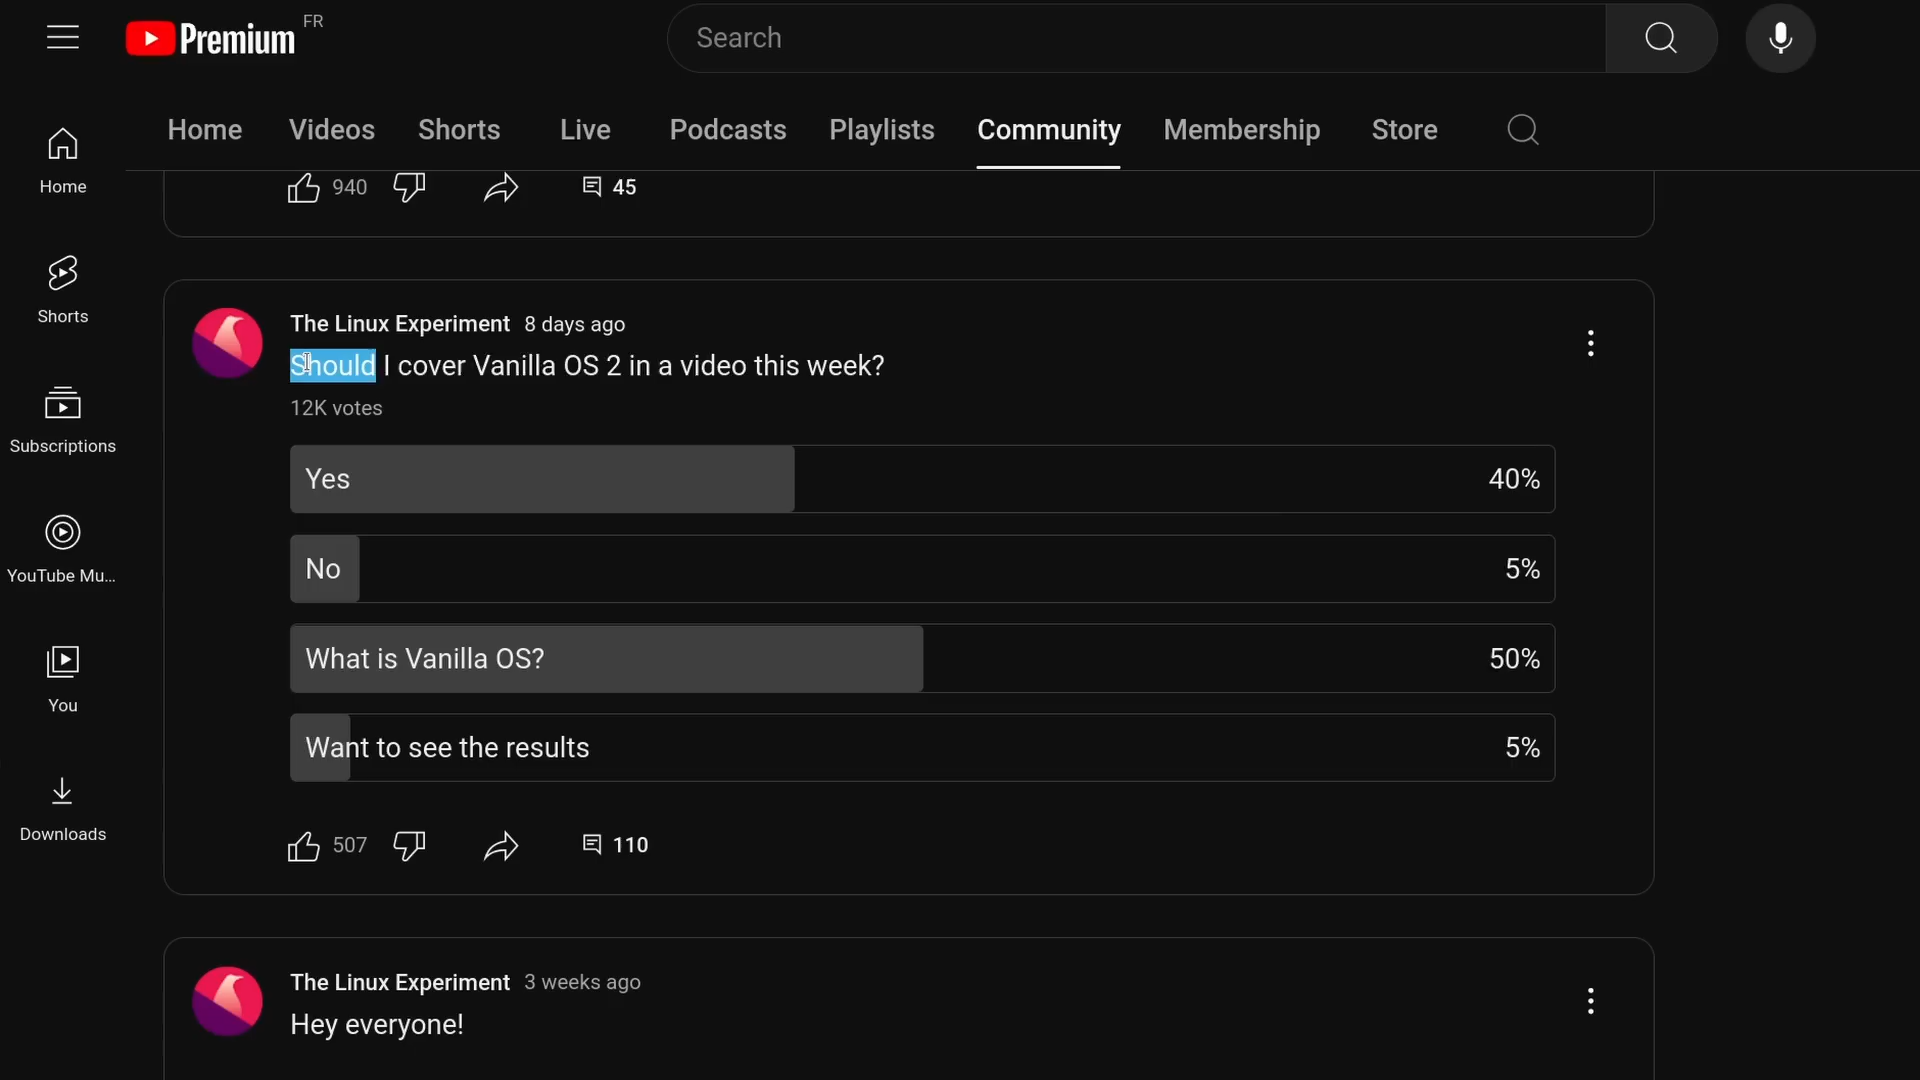 Premium FR
Search
Home Videos Shorts Live Podcasts Playlists Community Membership Store
Home
Shorts
Subscriptions
YouTube Mu...
You
Downloads
940 45
The Linux Experiment 8 days ago
Should I cover Vanilla OS 2 in a video this week?
12K votes
Yes 40%
No 5%
What is Vanilla OS? 50%
Want to see the results 5%
507 110
The Linux Experiment 3 weeks ago
Hey everyone!